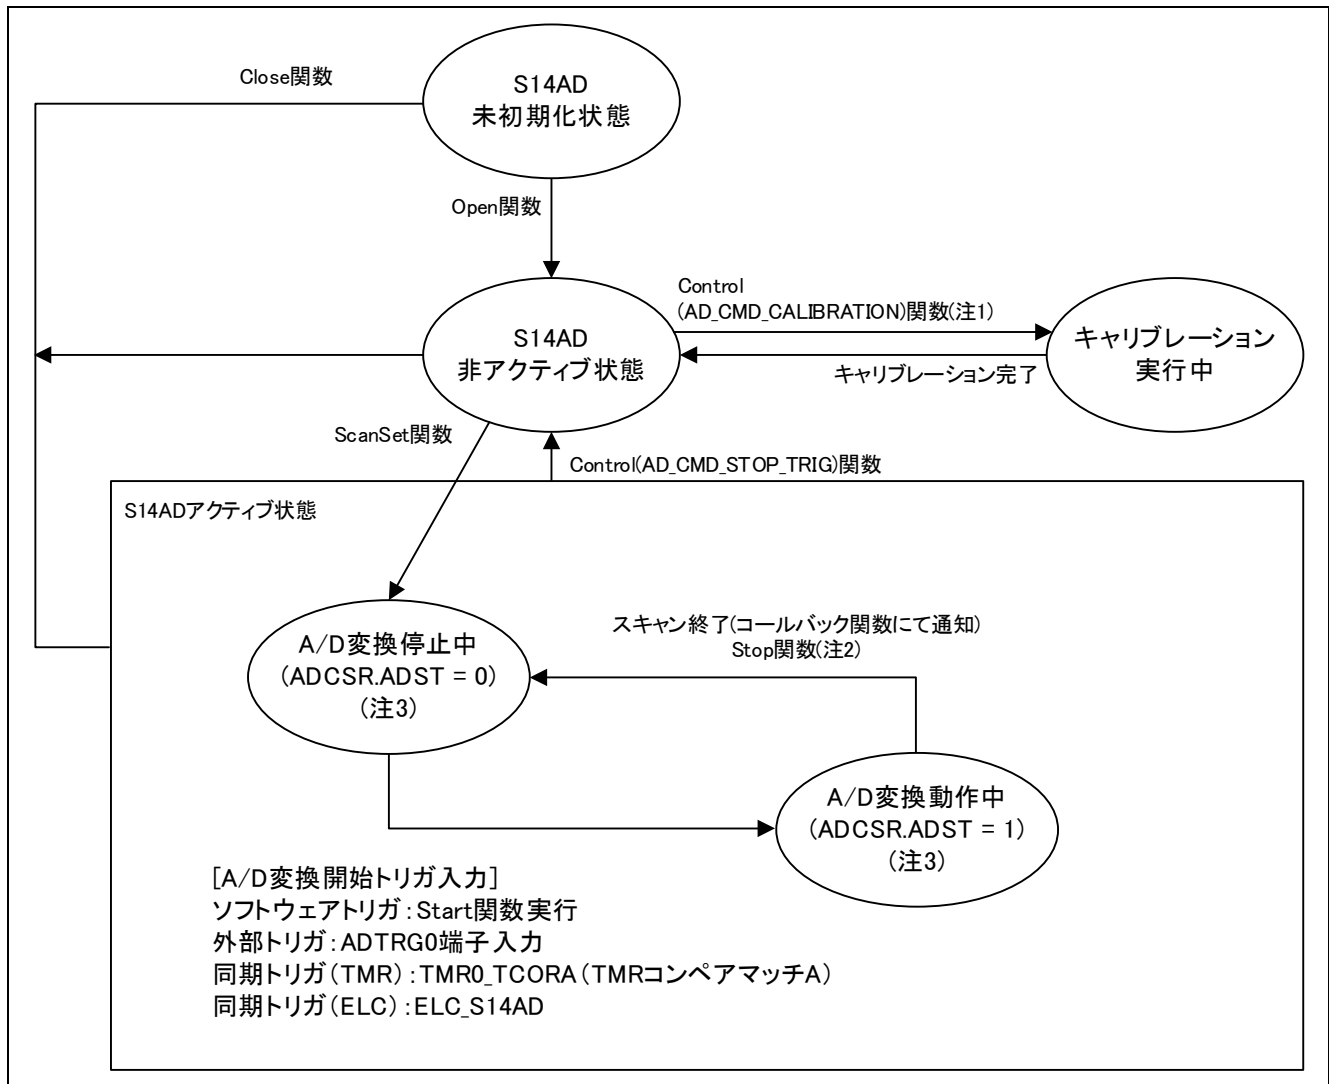 Close関数
S14AD
未初期化状態
Open関数
Control
(AD_CMD_CALIBRATION)関数(注1)
S14AD
非アクティブ状態
キャリブレーション
実行中
キャリブレーション完了
ScanSet関数
Control(AD_CMD_STOP_TRIG)関数
S14ADアクティブ状態
スキャン終了(コールバック関数にて通知)
Stop関数(注2)
A/D変換停止中
(ADCSR.ADST = 0)
(注3)
A/D変換動作中
(ADCSR.ADST = 1)
(注3)
[A/D変換開始トリガ入力]
ソフトウェアトリガ:Start関数実行
外部トリガ:ADTRG0端子入力
同期トリガ(TMR):TMR0_TCORA(TMRコンペアマッチA)
同期トリガ(ELC):ELC_S14AD